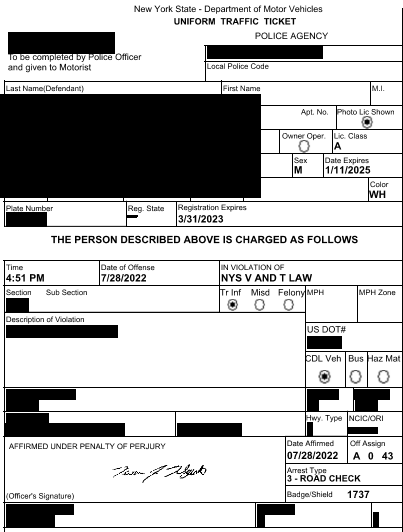 New York State - Department of Motor Vehicles
UNIFORM TRAFFIC TICKET
POLICE AGENCY
To be completed by Police Officer
and given to Motorist
Local Police Code
Last Name(Defendant) First Name M.I.
Apt. No. Photo Lic Shown
Owner Oper. Lic. Class
A
Sex Date Expires
M 1/11/2025
Color
WH
Plate Number Reg. State Registration Expires
3/31/2023
THE PERSON DESCRIBED ABOVE IS CHARGED AS FOLLOWS
Time Date of Offense IN VIOLATION OF
4:51 PM 7/28/2022 NYS V AND T LAW
Section Sub Section Tr Inf Misd Felony MPH MPH Zone
Description of Violation
US DOT#
CDL Veh Bus Haz Mat
Hwy. Type NCIC/ORI
AFFIRMED UNDER PENALTY OF PERJURY
Date Affirmed Off Assign
07/28/2022 A 0 43
Arrest Type
3 - ROAD CHECK
(Officer's Signature) Badge/Shield 1737